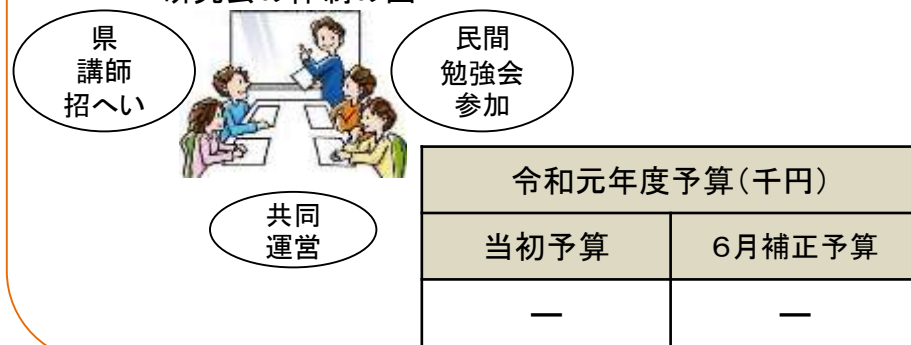 県
講師
招へい
民間
勉強会
参加
共同
運営
令和元年度予算(千円)
当初予算
６月補正予算
ー
ー